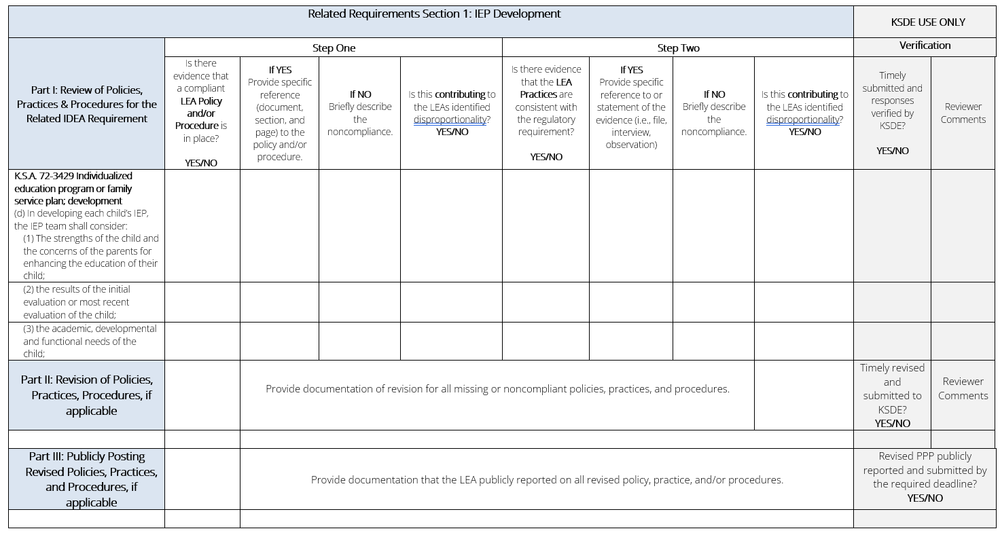 Related Requirements Section 1: IEP Development
KSDE USE ONLY
Step One
Step Two
Verification
Part I: Review of Policies,
Practices & Procedures for the
Related IDEA Requirement
Is there
evidence that
a compliant
LEA Policy
and/or
Procedure is
in place?
YES/NO
If YES
Provide specific
reference
(document,
section, and
page) to the
policy and/or
procedure.
If NO
Briefly describe
the
noncompliance.
Is this contributing to
the LEAs identified
disproportionality?
YES/NO
Is there evidence
that the LEA
Practices are
consistent with
the regulatory
requirement?
YES/NO
If YES
Provide specific
reference to or
statement of the
evidence (i.e., file,
interview,
observation)
If NO
Briefly describe
the
noncompliance.
Is this contributing to
the LEAs identified
disproportionality?
YES/NO
Timely
submitted and
responses
verified by
KSDE?
YES/NO
Reviewer
Comments
K.S.A. 72-3429 Individualized
education program or family
service plan; development
(d) In developing each child's IEP,
the IEP team shall consider:
(1) The strengths of the child and
the concerns of the parents for
enhancing the education of their
child;
(2) the results of the initial
evaluation or most recent
evaluation of the child;
(3) the academic, developmental
and functional needs of the
child;
Part II: Revision of Policies,
Practices, Procedures, if
applicable
Provide documentation of revision for all missing or noncompliant policies, practices, and procedures.
Timely revised
and
submitted to
KSDE?
YES/NO
Reviewer
Comments
Part III: Publicly Posting
Revised Policies, Practices,
and Procedures, if
applicable
Provide documentation that the LEA publicly reported on all revised policy, practice, and/or procedures.
Revised PPP publicly
reported and submitted by
the required deadline?
YES/NO